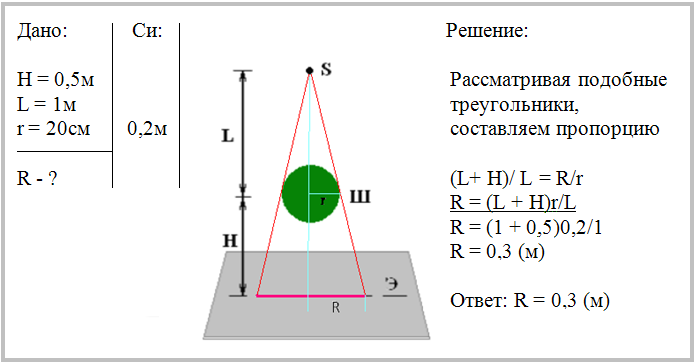 Дано:
Си:
H = 0,5м
L = 1м
r = 20см
0,2м
R - ?
S
L
r
Ш
H
Э
R
Решение:
Рассматривая подобные
треугольники,
составляем пропорцию
(L+ H)/ L = R/r
R = (L + H)r/L
R = (1 + 0,5)0,2/1
R = 0,3 (м)
Ответ: R = 0,3 (м)